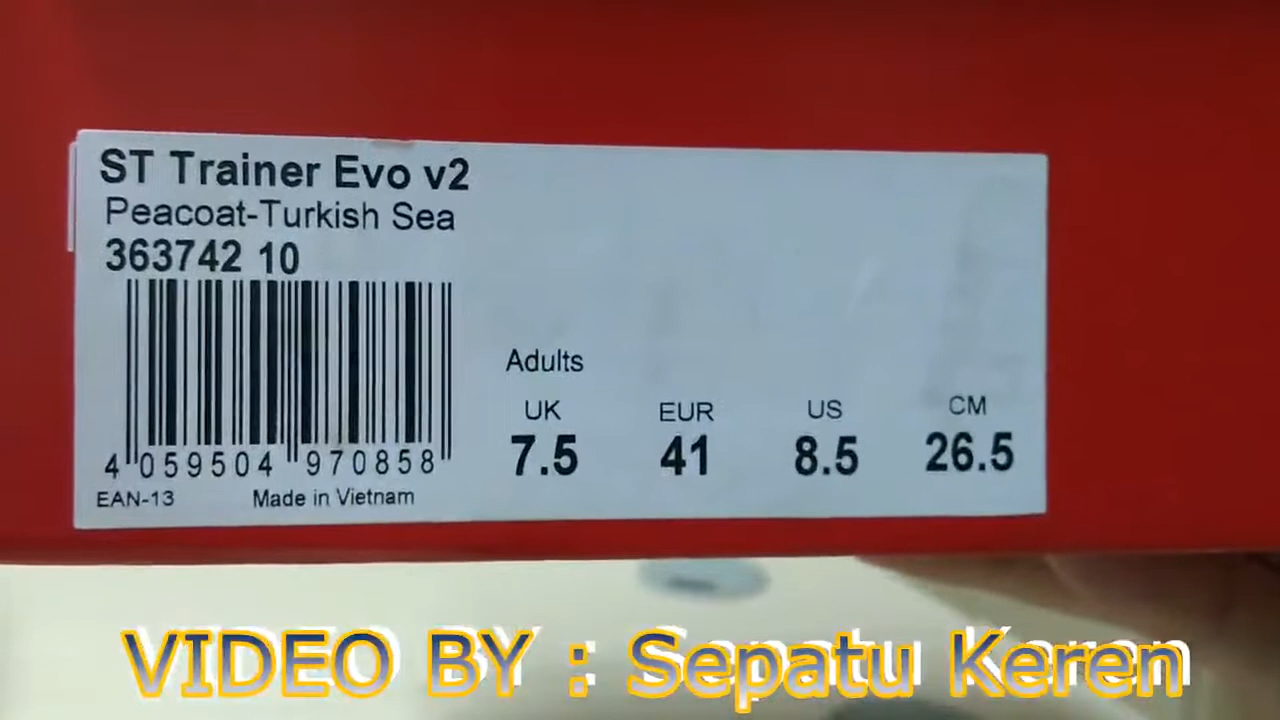 ST Trainer Evo v2
Peacoat-Turkish Sea
363742 10
4 059504 970858
EAN-13 Made in Vietnam
Adults
UK EUR US CM
7.5 41 8.5 26.5
VIDEO BY : Sepatu Keren